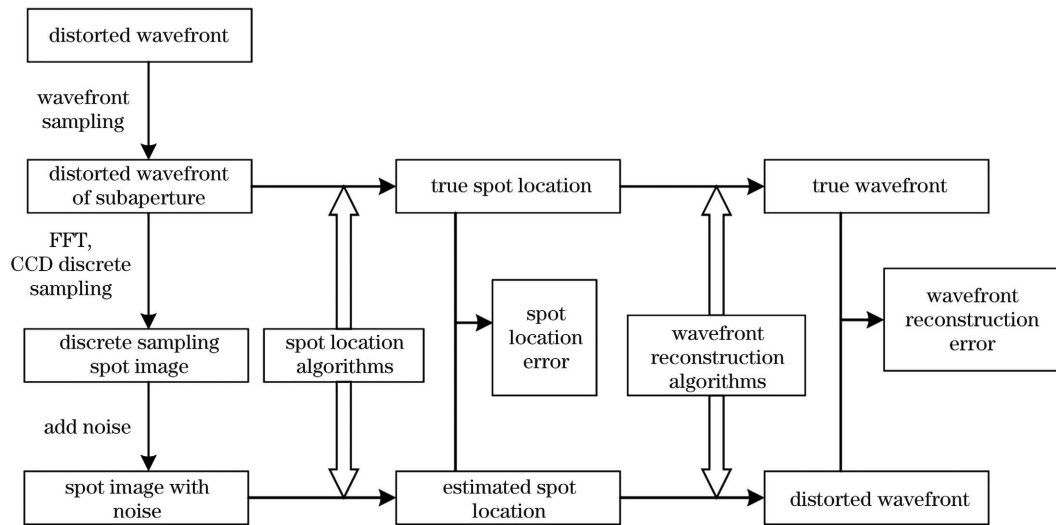 distorted wavefront
wavefront
sampling
distorted wavefront
of subaperture
true spot location
true wavefront
FFT,
CCD discrete
sampling
spot
location
error
wavefront
reconstruction
error
discrete sampling
spot image
spot location
algorithms
wavefront
reconstruction
algorithms
add noise
spot image with
noise
estimated spot
location
distorted wavefront